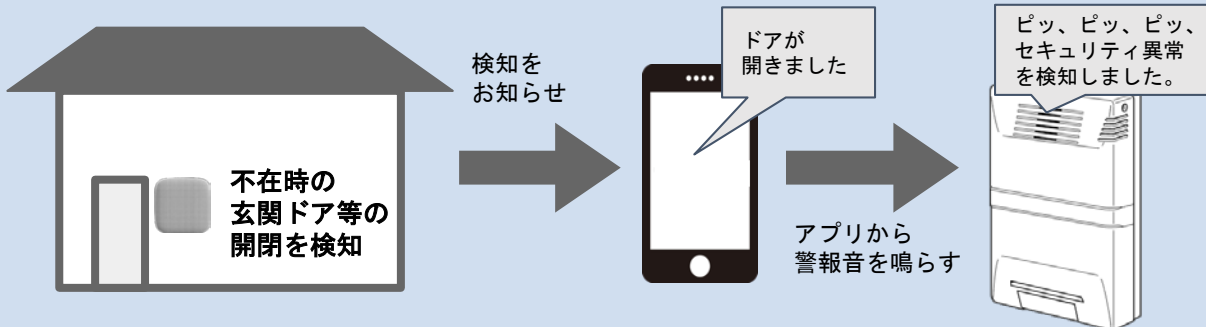 不在時の
玄関ドア等の
開閉を検知
検知を
お知らせ
ドアが
開きました
アプリから
警報音を鳴らす
ピッ、ピッ、ピッ、
セキュリティ異常
を検知しました。